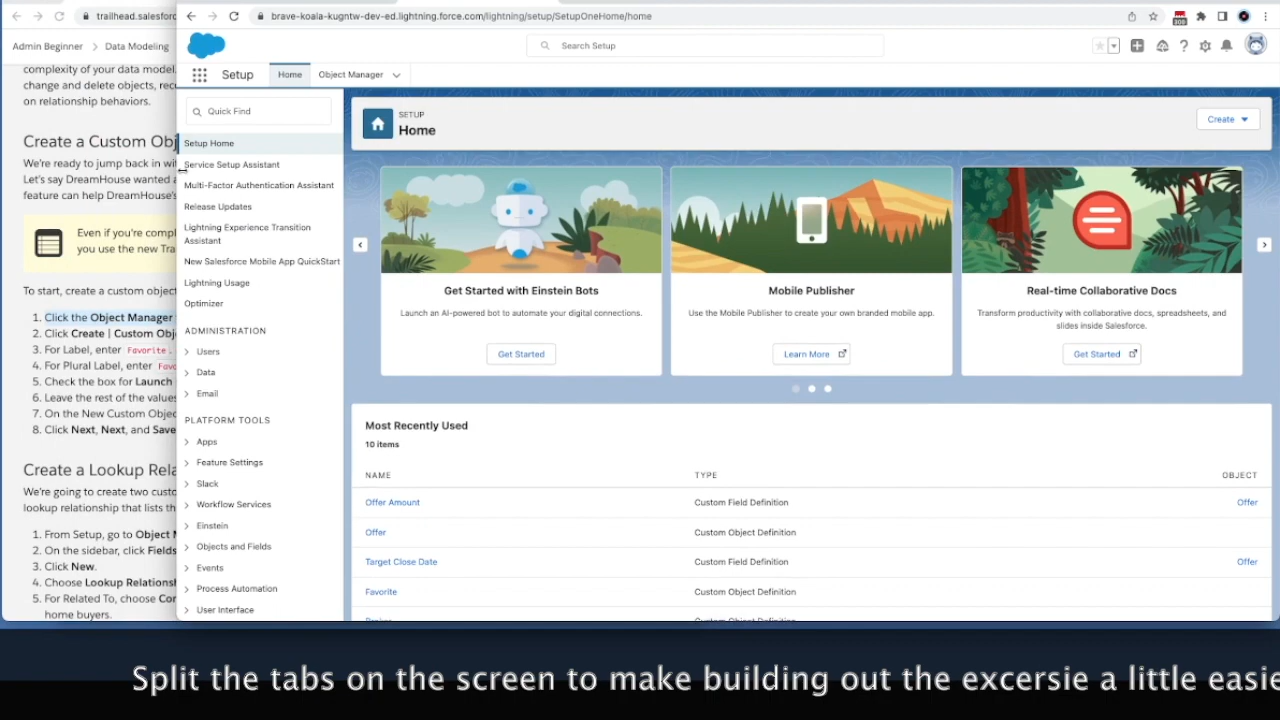 trailhead.salesforc
brave-koala-kugntw-dev-ed.lightning.force.com/lightning/setup/SetupOneHome/home
Admin Beginner
Data Modeling
complexity of your data model.
change and delete objects, rec
on relationship behaviors.
Create a Custom Obj
We're ready to jump back in wit
Let's say DreamHouse wanted a
feature can help DreamHouse's
Even if you're compl
you use the new Tra
To start, create a custom object
1. Click the Object Manager
2. Click Create | Custom Obje
3. For Label, enter Favorite.
4. For Plural Label, enter Favo
5. Check the box for Launch
6. Leave the rest of the values
7. On the New Custom Object
8. Click Next, Next, and Save
Create a Lookup Rela
We're going to create two custo
lookup relationship that lists th
1. From Setup, go to Object M
2. On the sidebar, click Fields
3. Click New.
4. Choose Lookup Relationsh
5. For Related To, choose Con
home buyers.
Search Setup
Setup
Home
Object Manager
Quick Find
Setup Home
Service Setup Assistant
Multi-Factor Authentication Assistant
Release Updates
Lightning Experience Transition
Assistant
New Salesforce Mobile App QuickStart
Lightning Usage
Optimizer
ADMINISTRATION
Users
Data
Email
PLATFORM TOOLS
Apps
Feature Settings
Slack
Workflow Services
Einstein
Objects and Fields
Events
Process Automation
User Interface
SETUP
Home
Create
Get Started with Einstein Bots
Launch an AI-powered bot to automate your digital connections.
Get Started
Mobile Publisher
Use the Mobile Publisher to create your own branded mobile app.
Learn More
Real-time Collaborative Docs
Transform productivity with collaborative docs, spreadsheets, and
slides inside Salesforce.
Get Started
Most Recently Used
10 items
NAME TYPE OBJECT
Offer Amount Custom Field Definition Offer
Offer Custom Object Definition
Target Close Date Custom Field Definition Offer
Favorite Custom Object Definition
Split the tabs on the screen to make building out the excersie a little easie